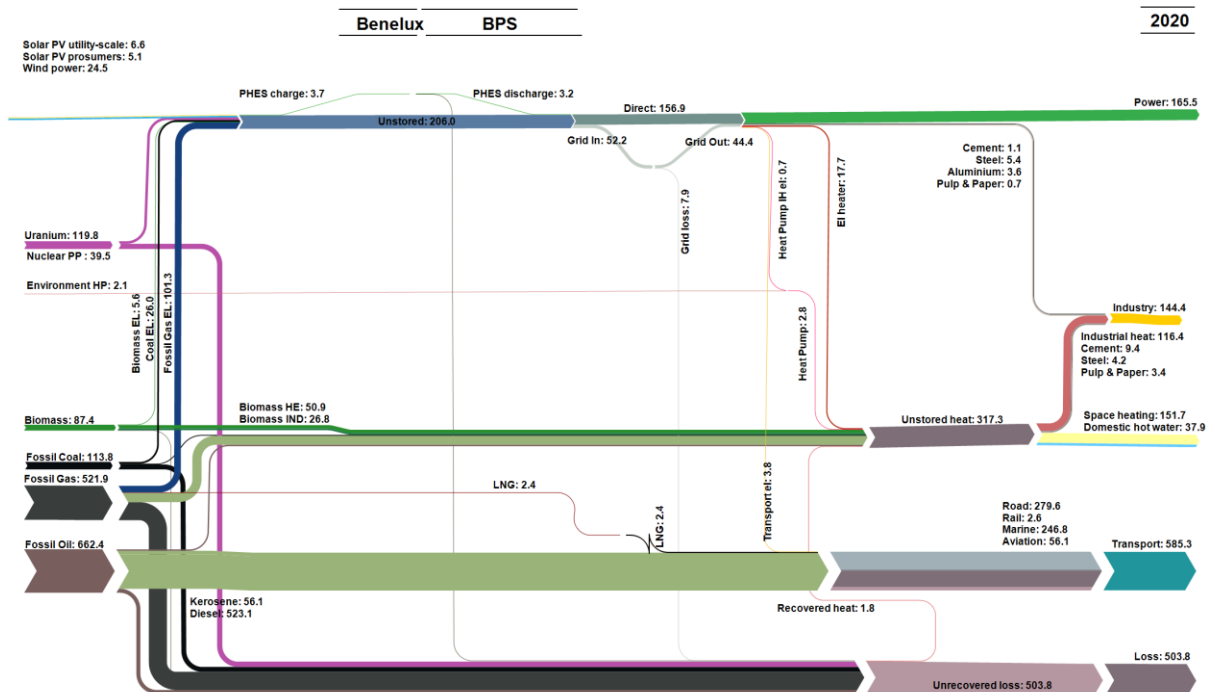 Benelux BPS 2020
Solar PV utility-scale: 6.6
Solar PV prosumers: 5.1
Wind power: 24.5
PHES charge: 3.7
PHES discharge: 3.2
Unstored: 206.0
Direct: 156.9
Power: 165.5
Grid In: 52.2
Grid Out: 44.4
Cement: 1.1
Steel: 5.4
Aluminium: 3.6
Pulp & Paper: 0.7
Grid loss: 7.9
Heat Pump IH el: 0.7
El heater: 17.7
Uranium: 119.8
Nuclear PP : 39.5
Environment HP: 2.1
Biomass EL: 5.6
Coal EL: 26.0
Fossil Gas EL: 101.3
Heat Pump: 2.8
Industry: 144.4
Industrial heat: 116.4
Cement: 9.4
Steel: 4.2
Pulp & Paper: 3.4
Biomass: 87.4
Biomass HE: 50.9
Biomass IND: 26.8
Unstored heat: 317.3
Space heating: 151.7
Domestic hot water: 37.9
Fossil Coal: 113.8
Fossil Gas: 521.9
LNG: 2.4
LNG: 2.4
Transport el: 3.8
Road: 279.6
Rail: 2.6
Marine: 246.8
Aviation: 56.1
Fossil Oil: 662.4
Transport: 585.3
Kerosene: 56.1
Diesel: 523.1
Recovered heat: 1.8
Unrecovered loss: 503.8
Loss: 503.8